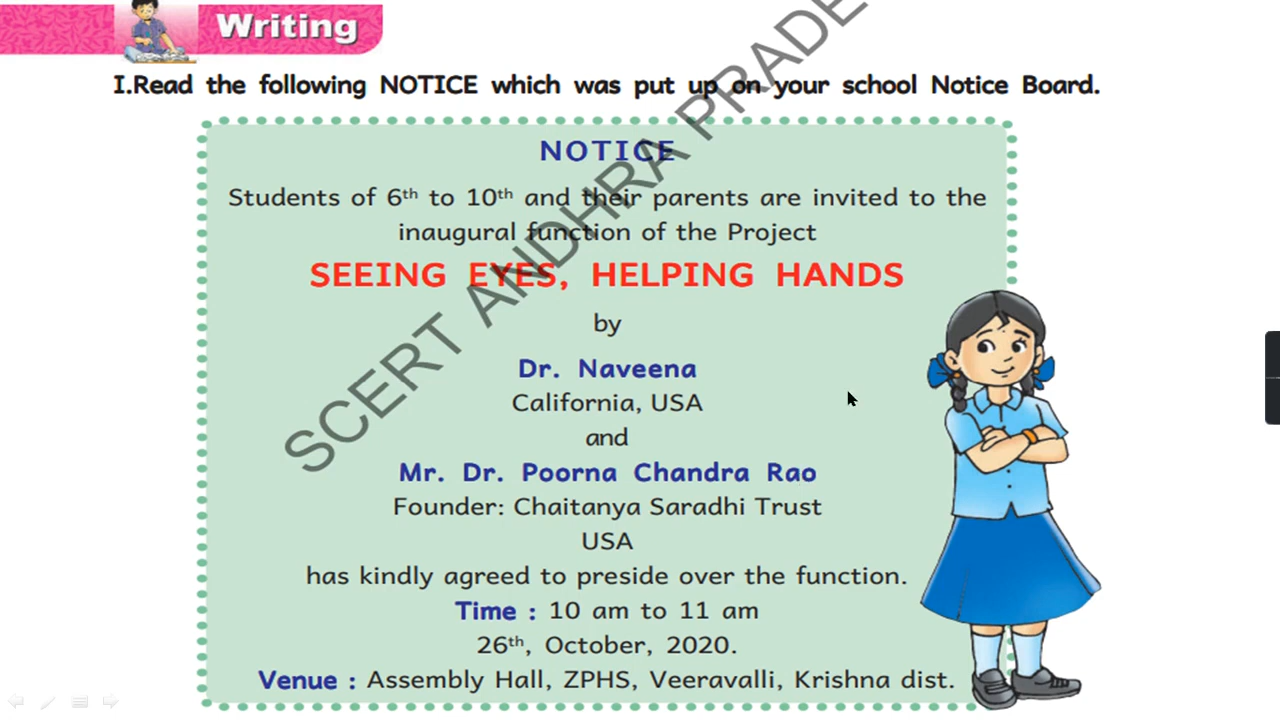 Writing
I.Read the following NOTICE which was put up on your school Notice Board.
NOTICE
Students of 6th to 10th and their parents are invited to the
inaugural function of the Project
SEEING EYES, HELPING HANDS
by
Dr. Naveena
California, USA
and
Mr. Dr. Poorna Chandra Rao
Founder: Chaitanya Saradhi Trust
USA
has kindly agreed to preside over the function.
Time : 10 am to 11 am
26th, October, 2020.
Venue : Assembly Hall, ZPHS, Veeravalli, Krishna dist.
SCERT ANDHRA PRADE